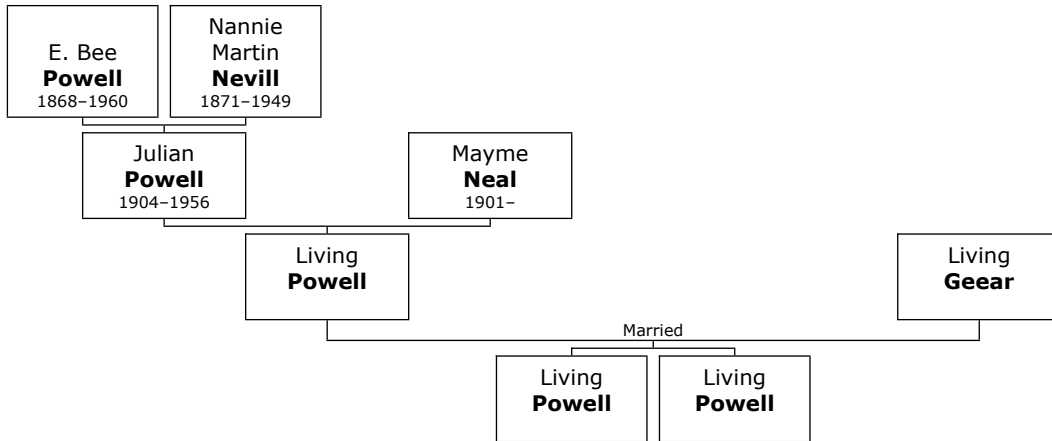 E. Bee
Powell
1868–1960
Nannie
Martin
Nevill
1871–1949
Julian
Powell
1904–1956
Mayme
Neal
1901–
Living
Powell
Living
Geear
Married
Living
Powell
Living
Powell